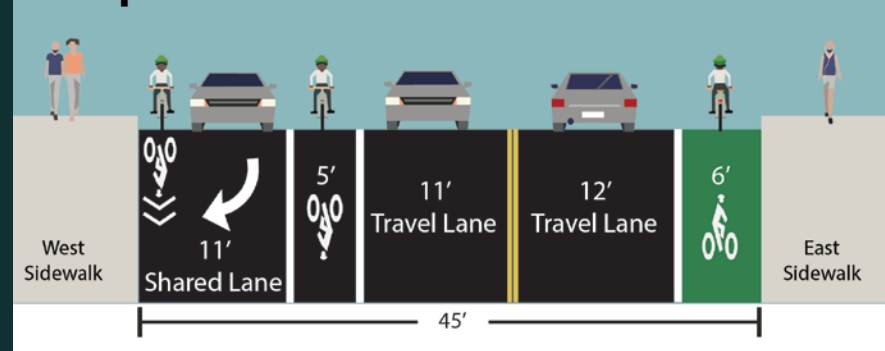 West
Sidewalk
11'
Shared Lane
5'
11'
Travel Lane
12'
Travel Lane
6'
East
Sidewalk
45'